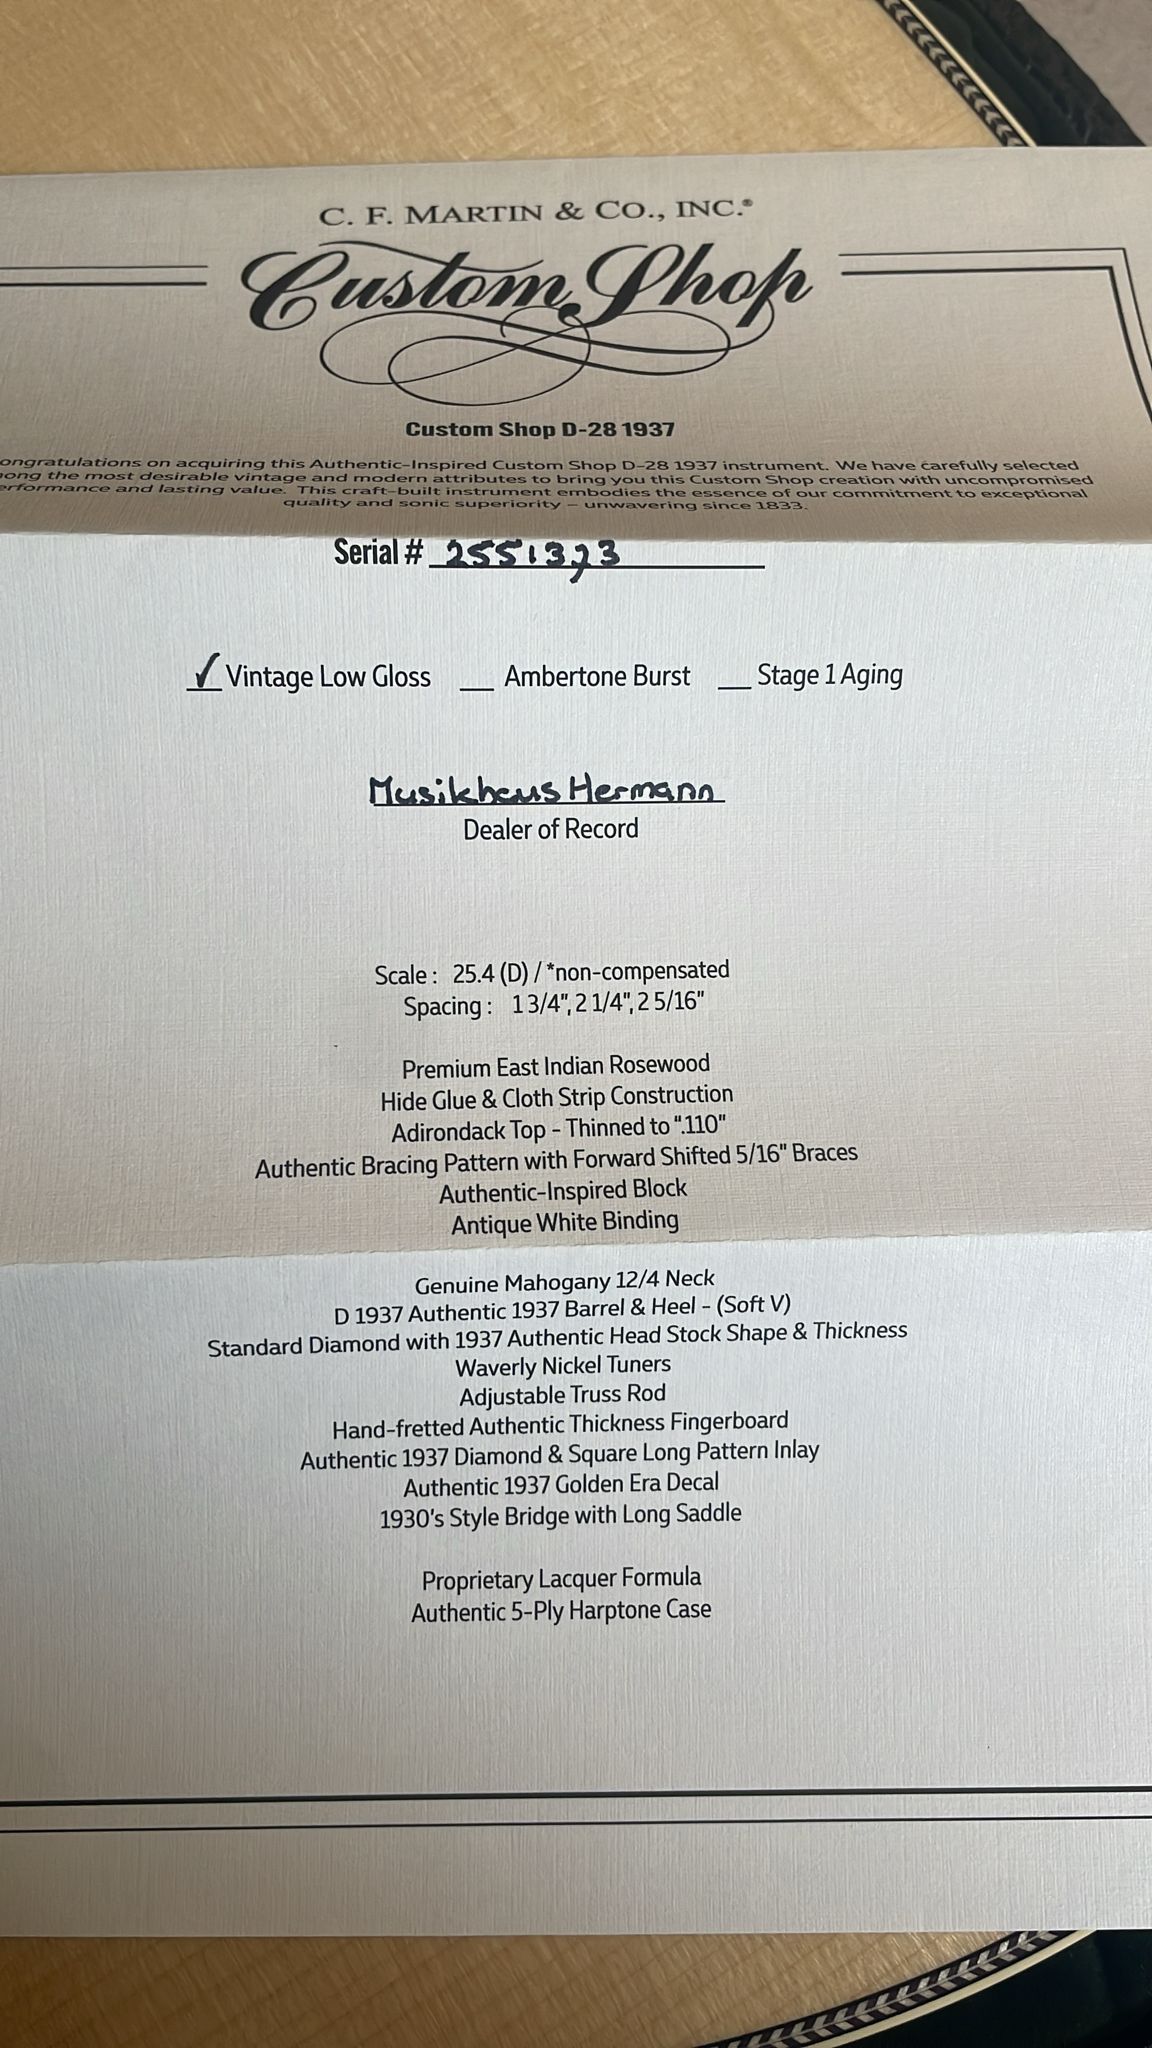 C. F. MARTIN & CO., INC.®
Custom Shop
Custom Shop D-28 1937
ongratulations on acquiring this Authentic-Inspired Custom Shop D-28 1937 instrument. We have carefully selected
ong the most desirable vintage and modern attributes to bring you this Custom Shop creation with uncompromised
erformance and lasting value. This craft-built instrument embodies the essence of our commitment to exceptional
quality and sonic superiority – unwavering since 1833.
Serial # 2551323
✓ Vintage Low Gloss __ Ambertone Burst __ Stage 1 Aging
Musikhaus Hermann
Dealer of Record
Scale : 25.4 (D) / *non-compensated
Spacing : 1 3/4", 2 1/4", 2 5/16"
Premium East Indian Rosewood
Hide Glue & Cloth Strip Construction
Adirondack Top - Thinned to ".110"
Authentic Bracing Pattern with Forward Shifted 5/16" Braces
Authentic-Inspired Block
Antique White Binding
Genuine Mahogany 12/4 Neck
D 1937 Authentic 1937 Barrel & Heel - (Soft V)
Standard Diamond with 1937 Authentic Head Stock Shape & Thickness
Waverly Nickel Tuners
Adjustable Truss Rod
Hand-fretted Authentic Thickness Fingerboard
Authentic 1937 Diamond & Square Long Pattern Inlay
Authentic 1937 Golden Era Decal
1930's Style Bridge with Long Saddle
Proprietary Lacquer Formula
Authentic 5-Ply Harptone Case